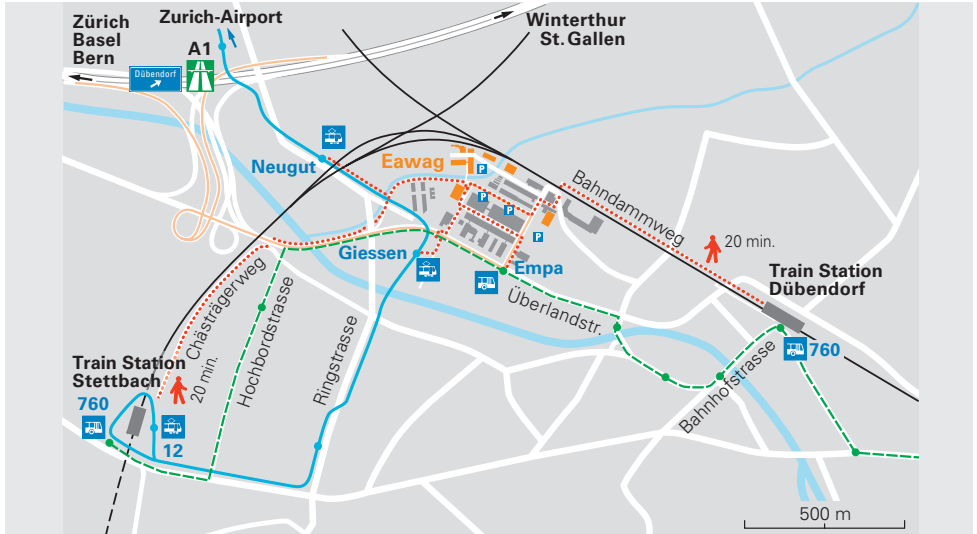 Zürich
Basel
Bern
A1
Dübendorf
Zurich-Airport
Winterthur
St. Gallen
Neugut
Eawag
P
P
P
P
Bahndammweg
20 min.
Train Station
Dübendorf
Giessen
Empa
Überlandstr.
Chästrägerweg
20 min.
Hochbordstrasse
Ringstrasse
Bahnhofstrasse
760
Train Station
Stettbach
760
12
500 m